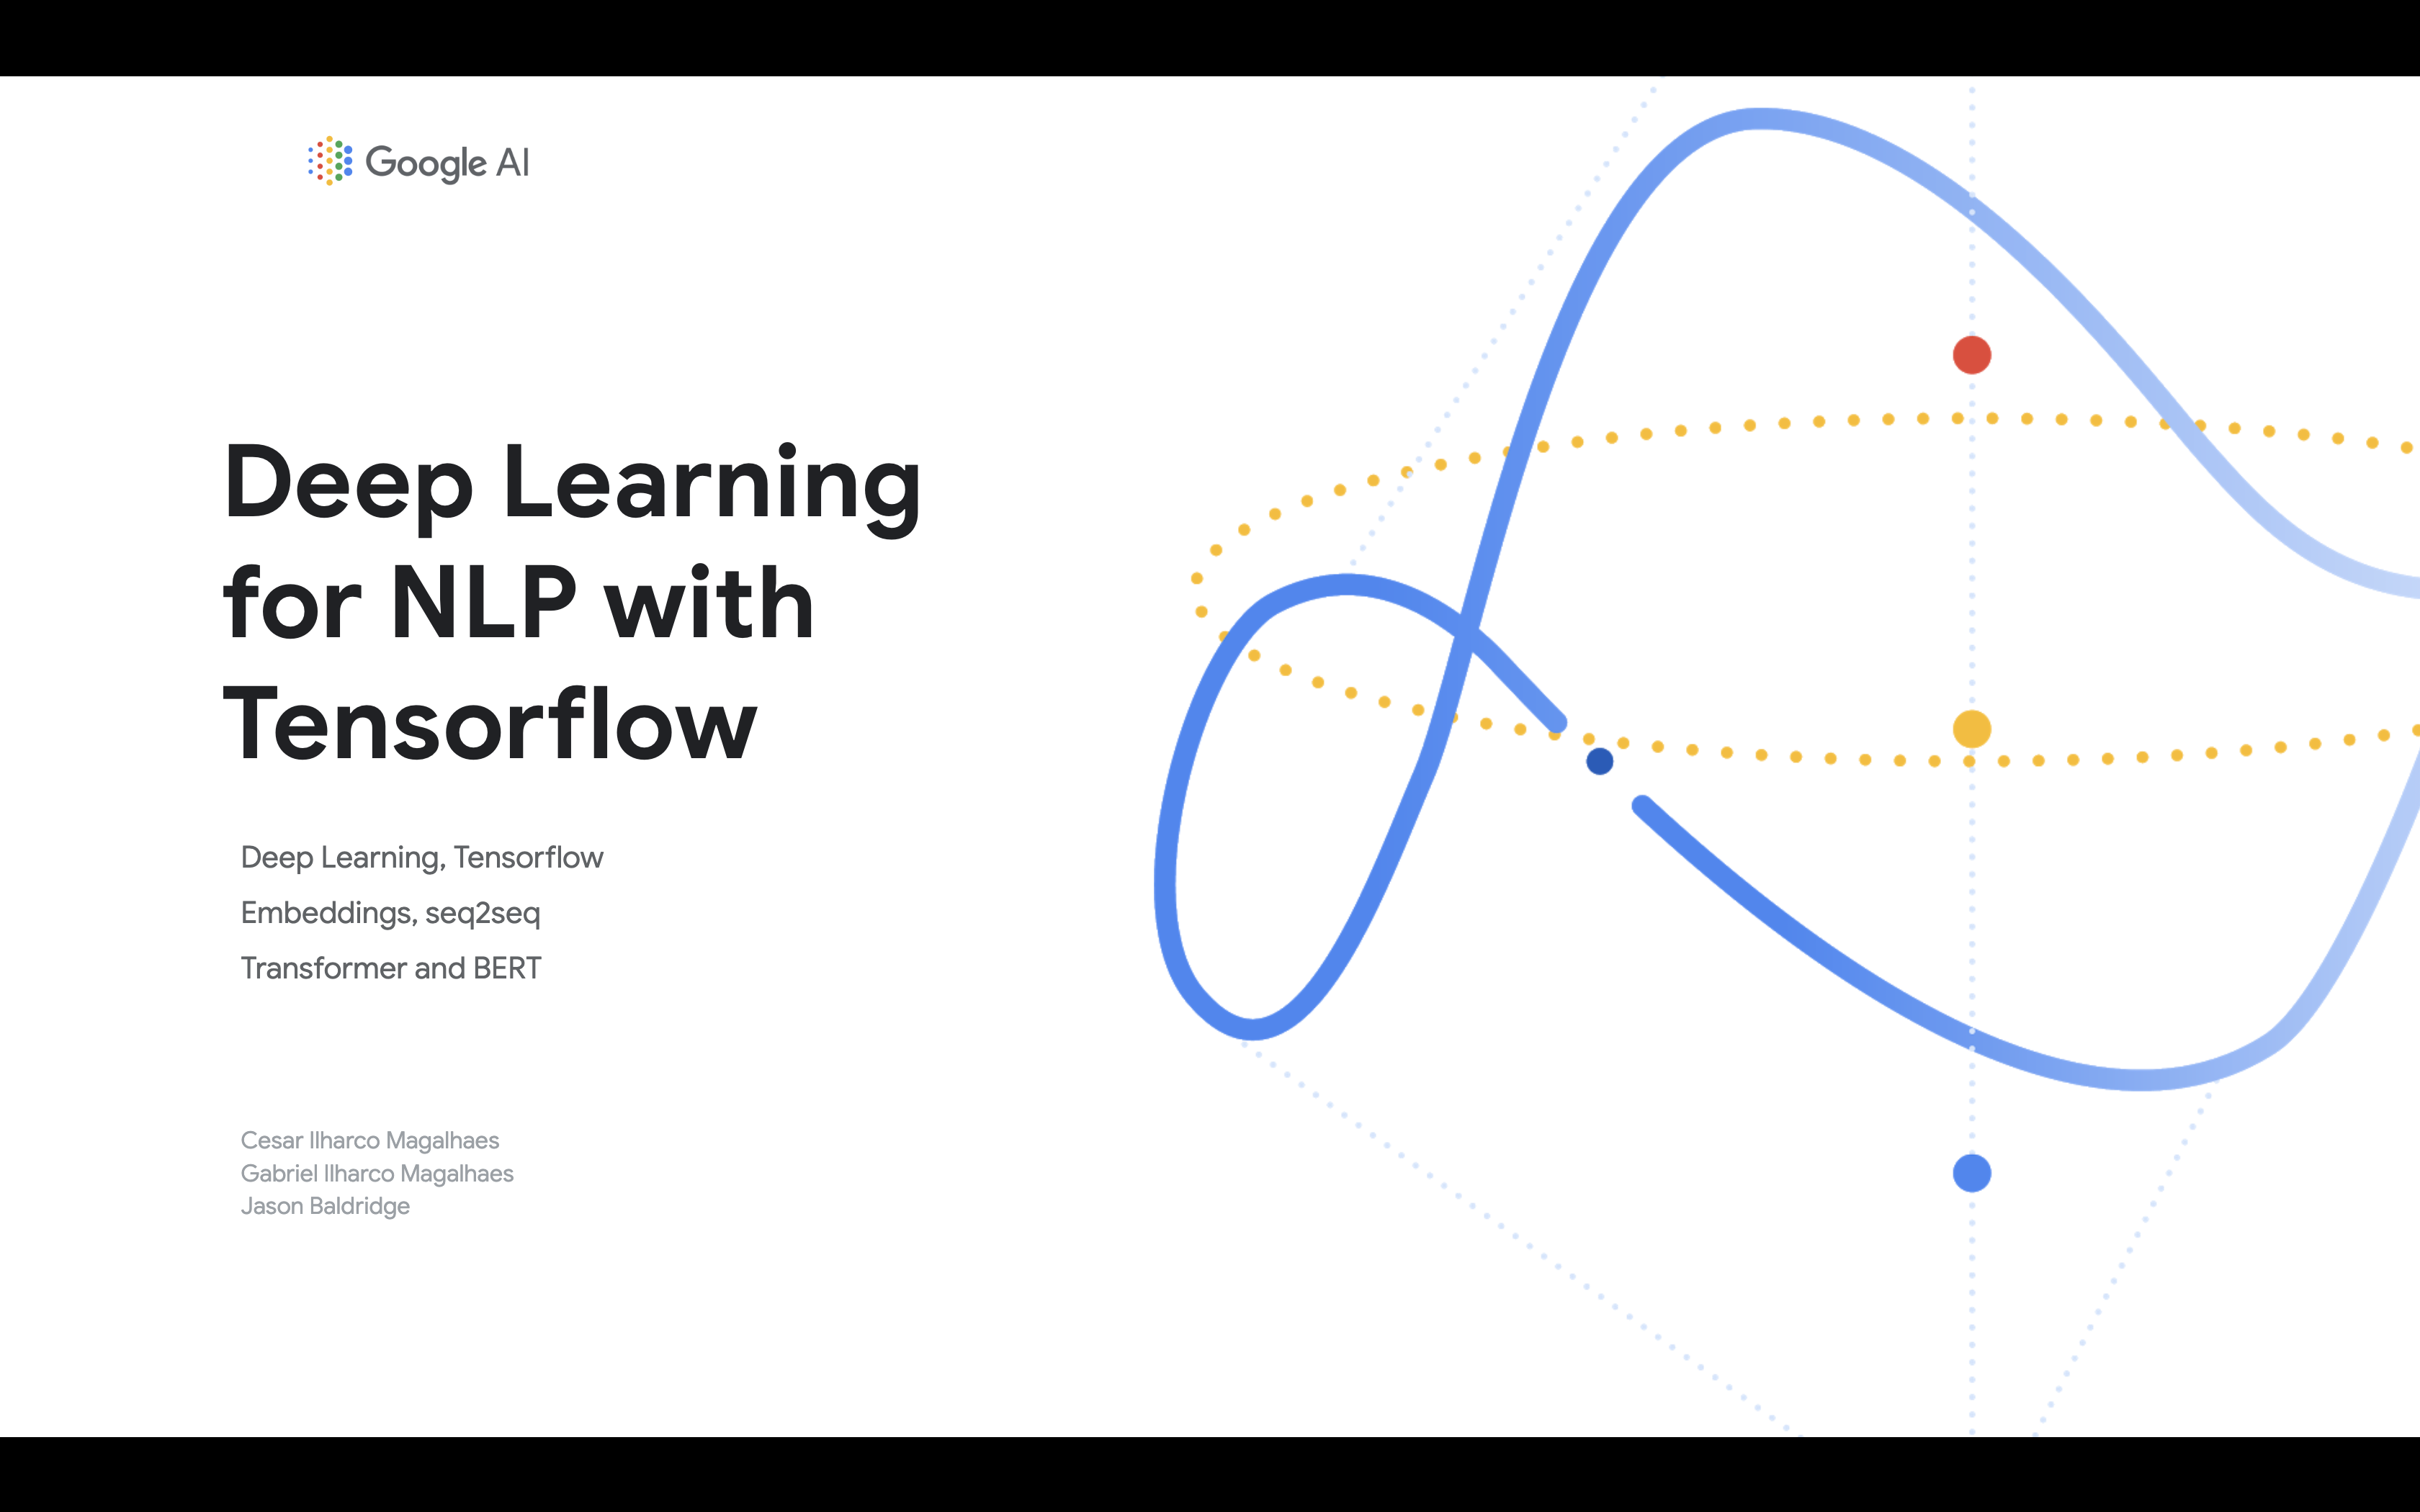 Google AI
Deep Learning
for NLP with
Tensorflow
Deep Learning, Tensorflow
Embeddings, seq2seq
Transformer and BERT
Cesar Ilharco Magalhaes
Gabriel Ilharco Magalhaes
Jason Baldridge